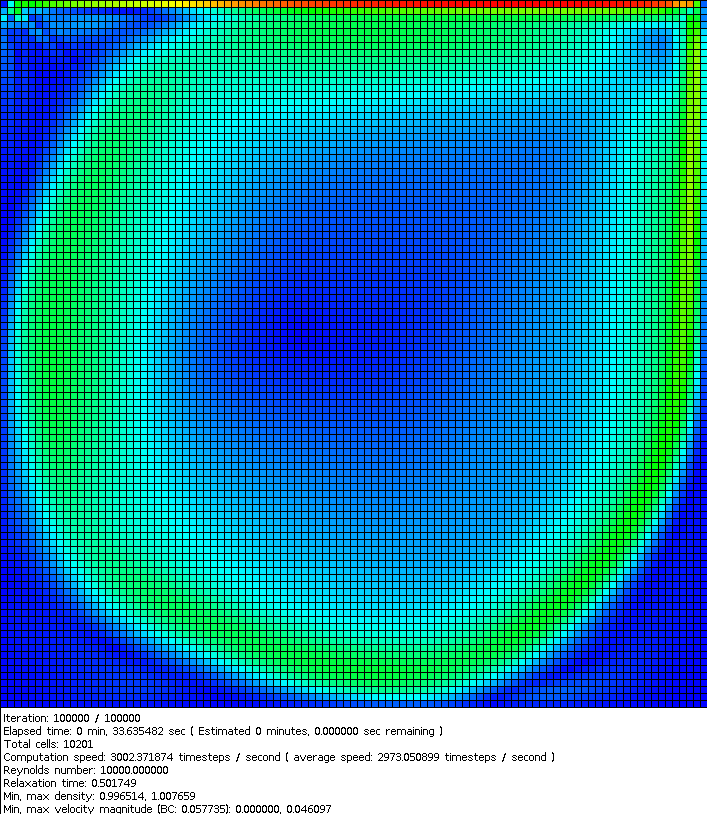 Iteration: 100000 / 100000
Elapsed time: 0 min, 33.635482 sec ( Estimated 0 minutes, 0.000000 sec remaining )
Total cells: 10201
Computation speed: 3002.371874 timesteps / second ( average speed: 2973.050899 timesteps / second )
Reynolds number: 10000.000000
Relaxation time: 0.501749
Min, max density: 0.996514, 1.007659
Min, max velocity magnitude (BC: 0.057735): 0.000000, 0.046097